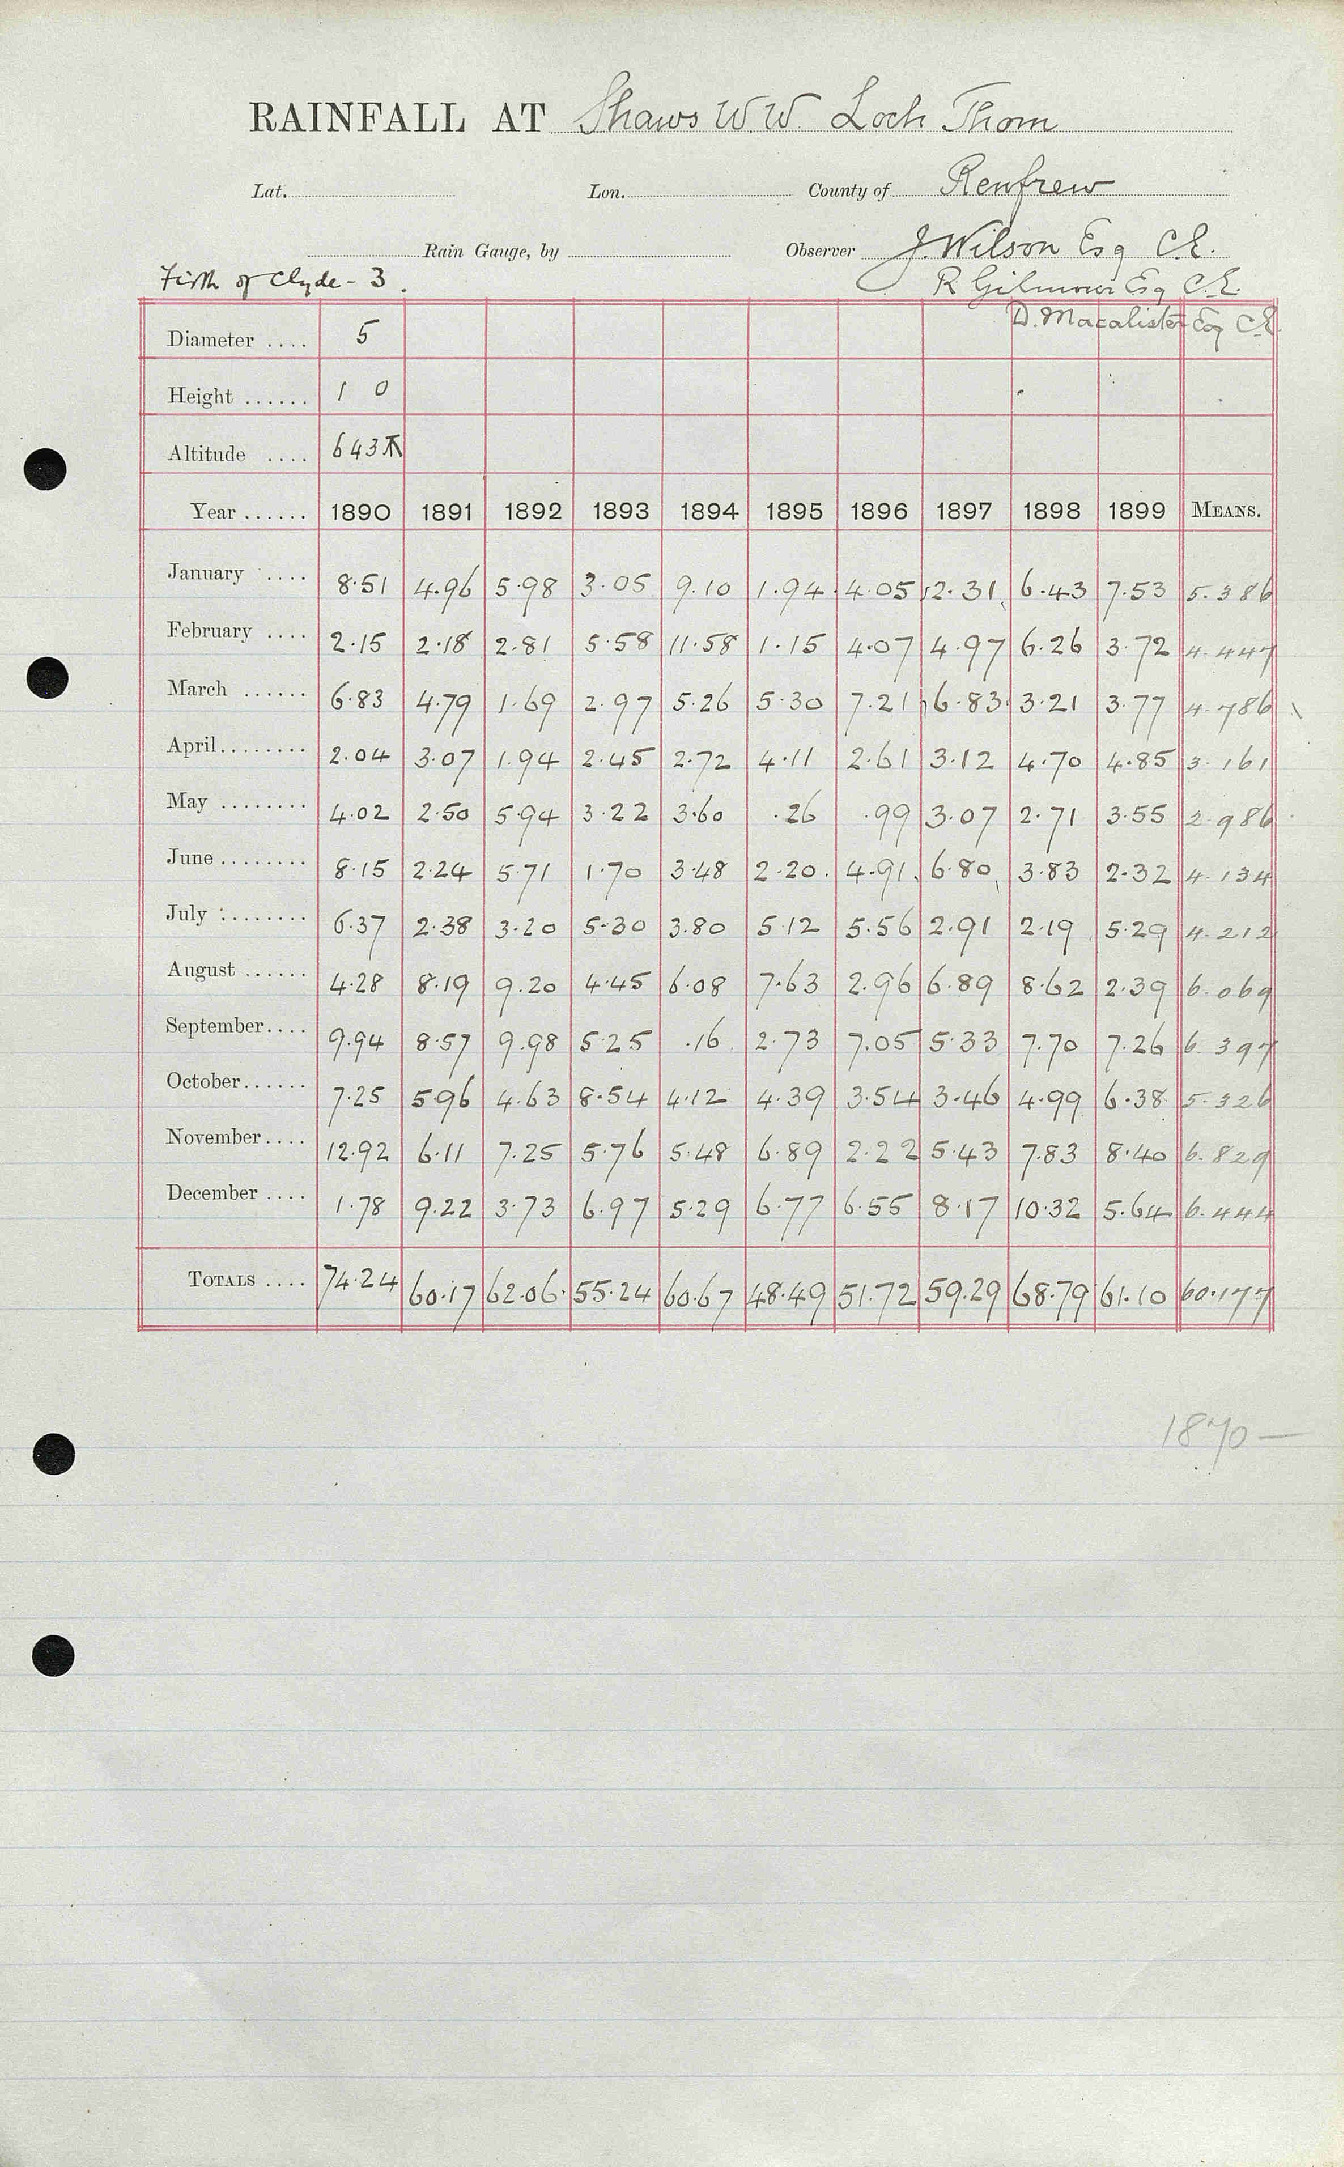 RAINFALL AT Shaws W.W. Loch Thom
Lat. Lon. County of Renfrew
Rain Gauge, by Observer J. Wilson Esq C.E.
Firth of Clyde - 3. R Gilmour Esq C.E.
D. Macalister Esq C.E.
Diameter .... 5
Height ...... 1 0
Altitude .... 643
Year ...... 1890 1891 1892 1893 1894 1895 1896 1897 1898 1899 MEANS.
January .... 8.51 4.96 5.98 3.05 9.10 1.94 4.05 2.31 6.43 7.53 5.386
February .... 2.15 2.18 2.81 5.58 11.58 1.15 4.07 4.97 6.26 3.72 4.447
March ...... 6.83 4.79 1.69 2.97 5.26 5.30 7.21 6.83 3.21 3.77 4.786
April ........ 2.04 3.07 1.94 2.45 2.72 4.11 2.61 3.12 4.70 4.85 3.161
May ........ 4.02 2.50 5.94 3.22 3.60 .26 .99 3.07 2.71 3.55 2.986
June ........ 8.15 2.24 5.71 1.70 3.48 2.20 4.91 6.80 3.83 2.32 4.134
July ........ 6.37 2.38 3.20 5.30 3.80 5.12 5.56 2.91 2.19 5.29 4.212
August ...... 4.28 8.19 9.20 4.45 6.08 7.63 2.96 6.89 8.62 2.39 6.069
September .... 9.94 8.57 9.98 5.25 .16 2.73 7.05 5.33 7.70 7.26 6.397
October ...... 7.25 5.96 4.63 8.54 4.12 4.39 3.54 3.46 4.99 6.38 5.326
November .... 12.92 6.11 7.25 5.76 5.48 6.89 2.22 5.43 7.83 8.40 6.829
December .... 1.78 9.22 3.73 6.97 5.29 6.77 6.55 8.17 10.32 5.64 6.444
TOTALS .... 74.24 60.17 62.06 55.24 60.67 48.49 51.72 59.29 68.79 61.10 60.177
1870 —